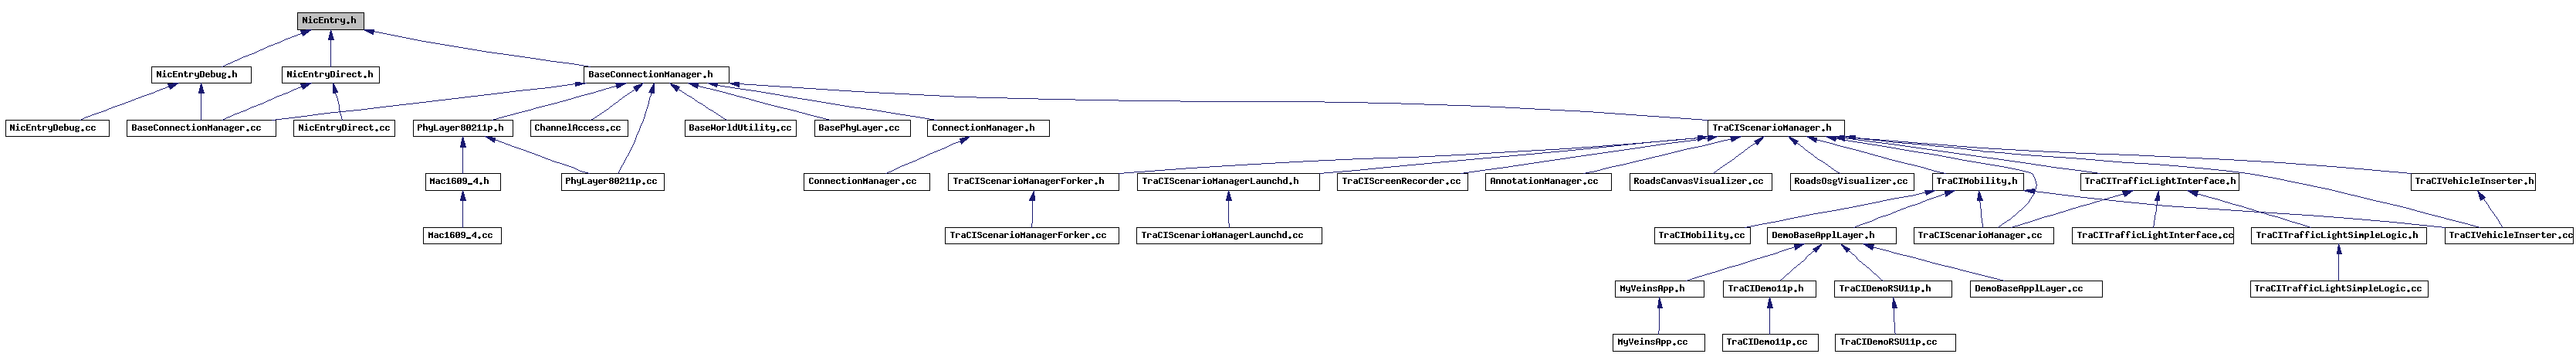 NicEntry.h
NicEntryDebug.h
NicEntryDirect.h
BaseConnectionManager.h
NicEntryDebug.cc
BaseConnectionManager.cc
NicEntryDirect.cc
PhyLayer80211p.h
ChannelAccess.cc
BaseWorldUtility.cc
BasePhyLayer.cc
ConnectionManager.h
TraCIScenarioManager.h
Mac1609_4.h
PhyLayer80211p.cc
ConnectionManager.cc
TraCIScenarioManagerForker.h
TraCIScenarioManagerLaunchd.h
TraCIScreenRecorder.cc
AnnotationManager.cc
RoadsCanvasVisualizer.cc
RoadsOsgVisualizer.cc
TraCIMobility.h
TraCITrafficLightInterface.h
TraCIVehicleInserter.h
Mac1609_4.cc
TraCIScenarioManagerForker.cc
TraCIScenarioManagerLaunchd.cc
TraCIMobility.cc
DemoBaseApplLayer.h
TraCIScenarioManager.cc
TraCITrafficLightInterface.cc
TraCITrafficLightSimpleLogic.h
TraCIVehicleInserter.cc
MyVeinsApp.h
TraCIDemo11p.h
TraCIDemoRSU11p.h
DemoBaseApplLayer.cc
TraCITrafficLightSimpleLogic.cc
MyVeinsApp.cc
TraCIDemo11p.cc
TraCIDemoRSU11p.cc